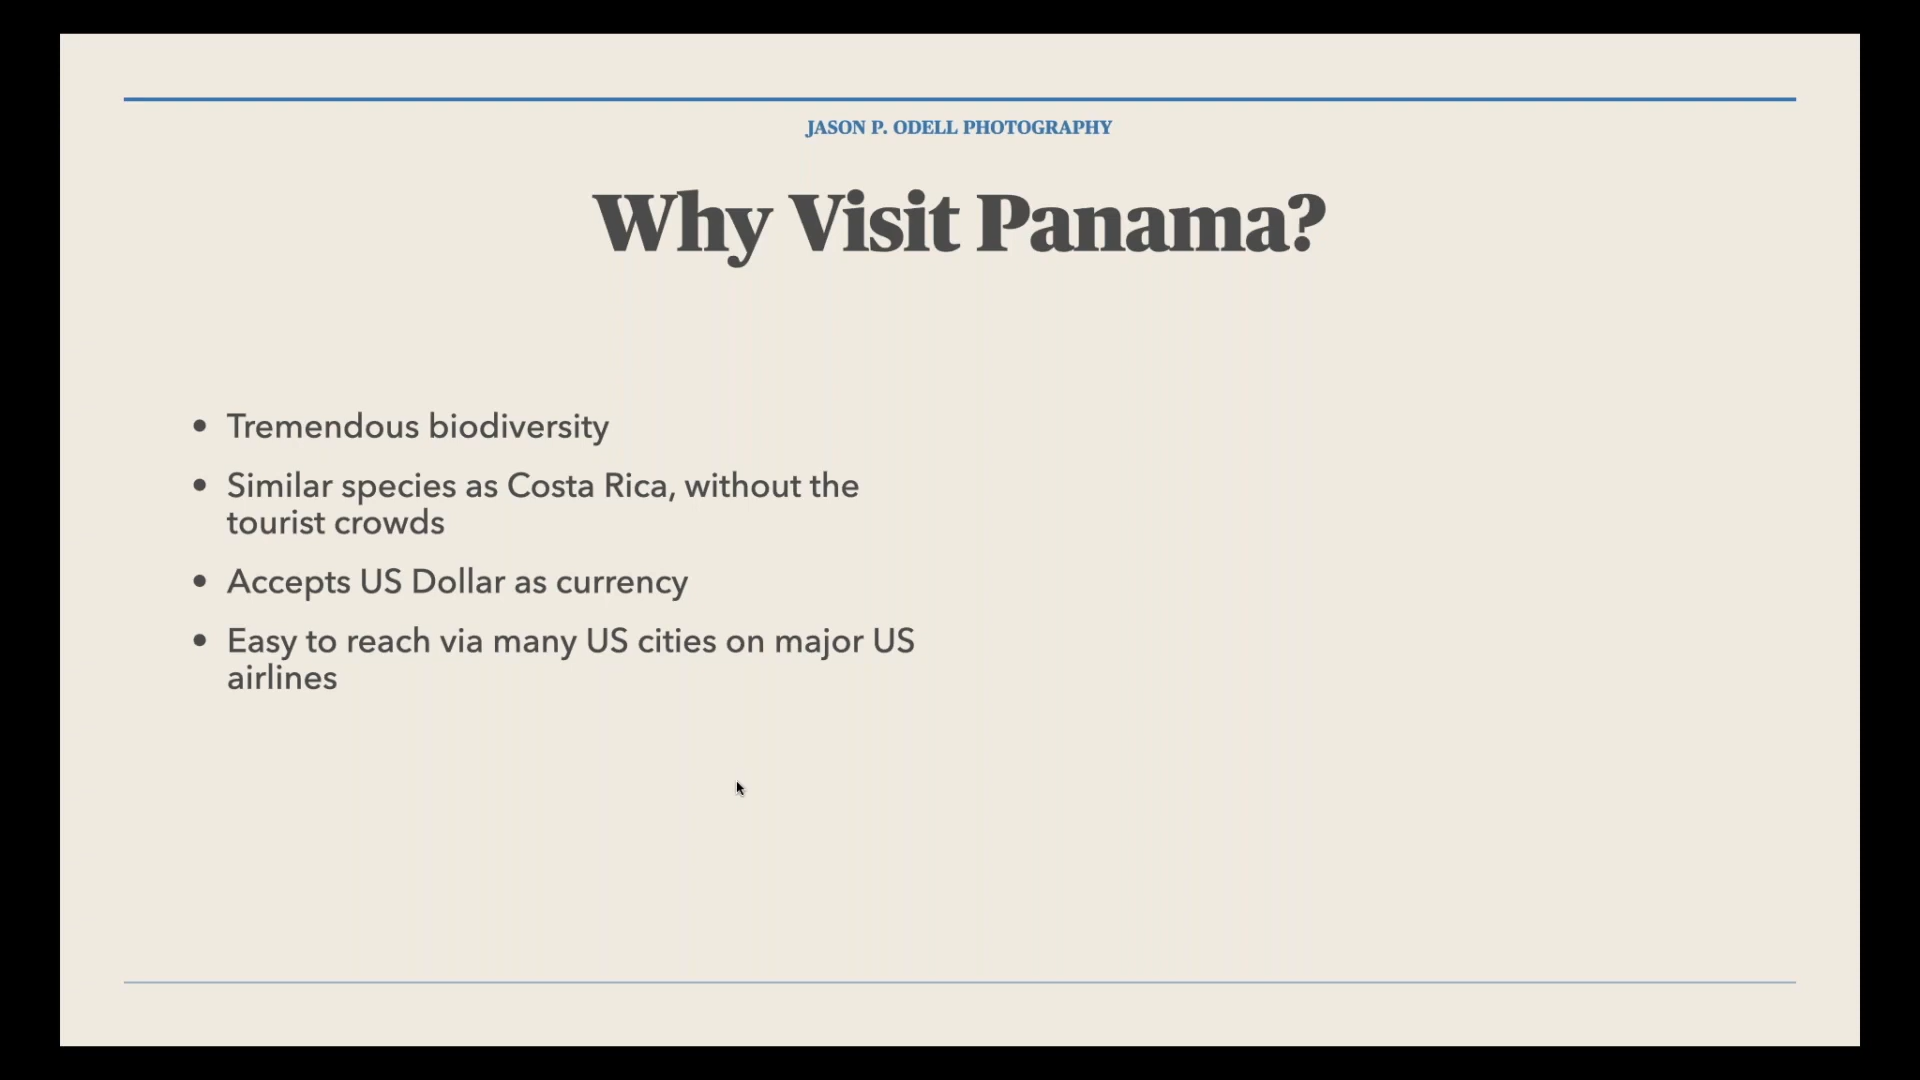 JASON P. ODELL PHOTOGRAPHY
Why Visit Panama?
• Tremendous biodiversity
• Similar species as Costa Rica, without the
tourist crowds
• Accepts US Dollar as currency
• Easy to reach via many US cities on major US
airlines